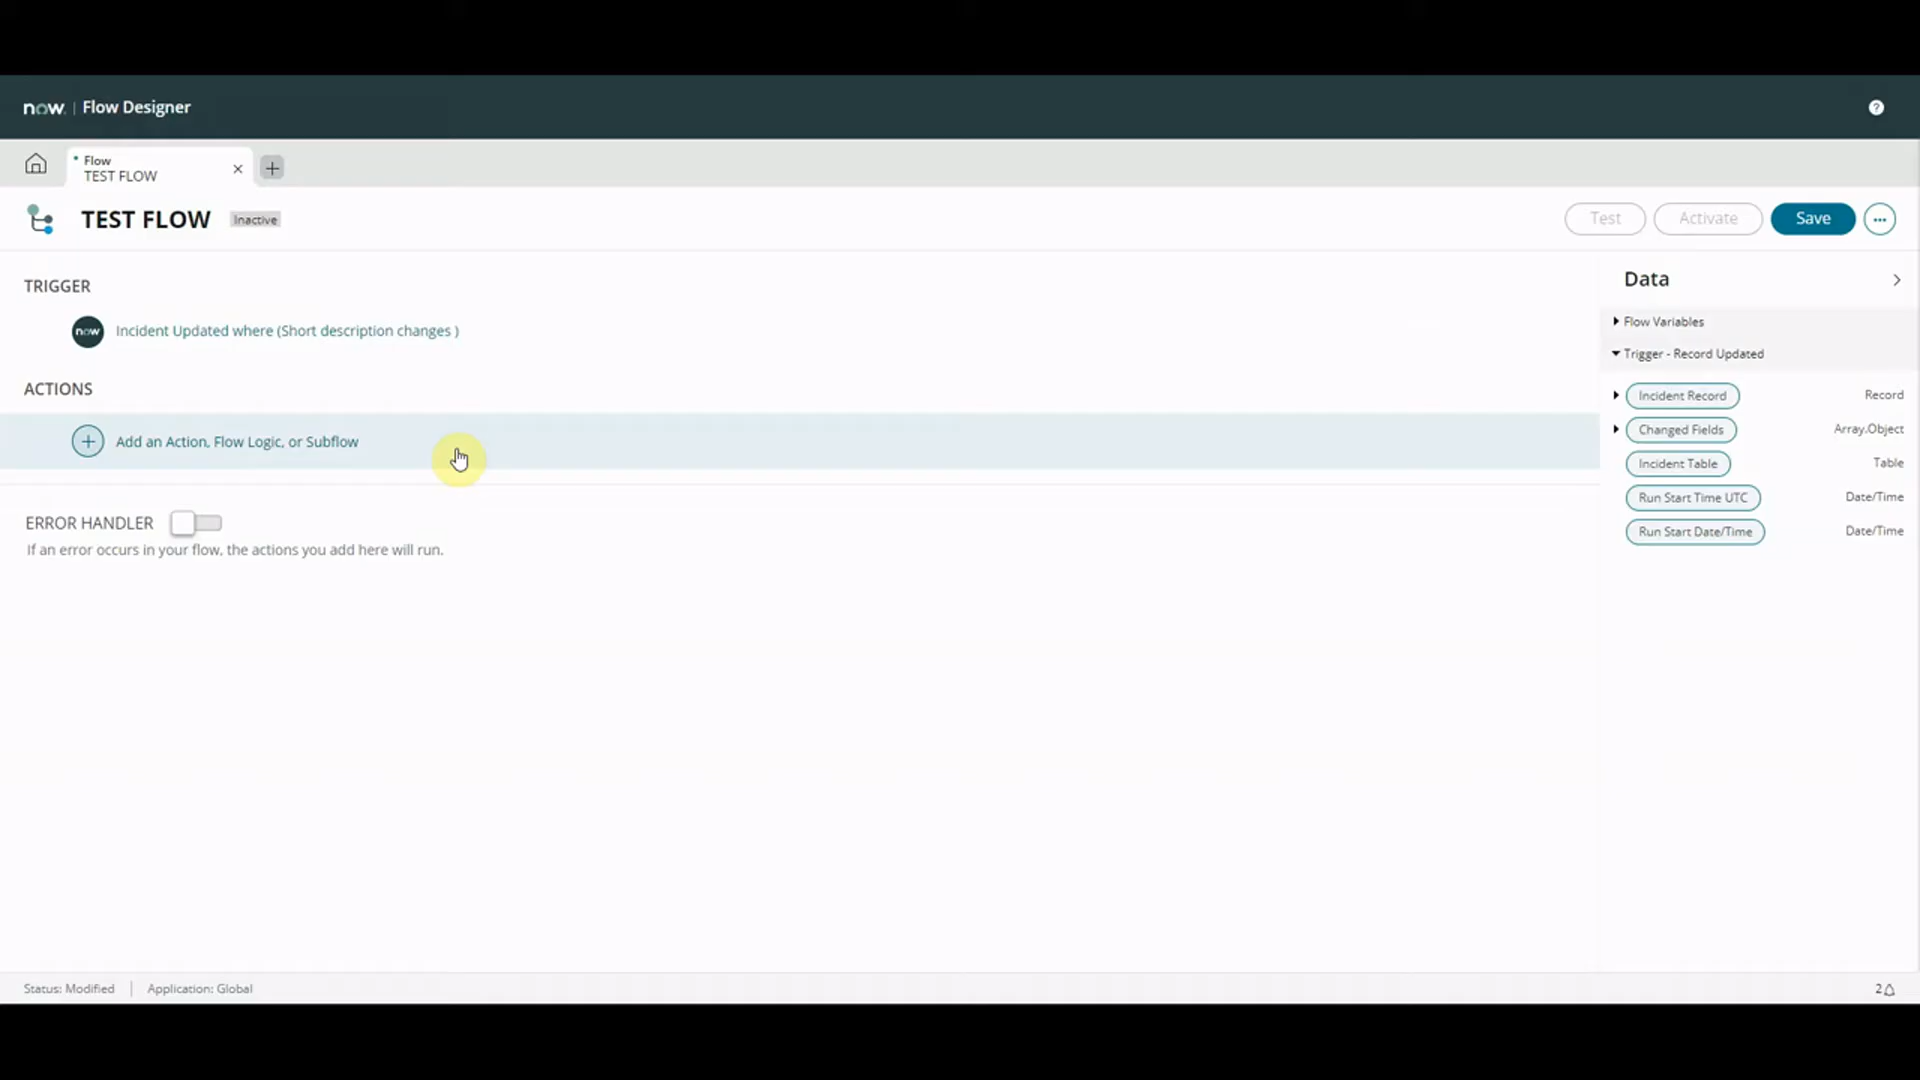 now. | Flow Designer
?
Flow
TEST FLOW
TEST FLOW Inactive
Test Activate Save ...
TRIGGER
now Incident Updated where (Short description changes )
ACTIONS
Add an Action, Flow Logic, or Subflow
ERROR HANDLER
If an error occurs in your flow, the actions you add here will run.
Data
Flow Variables
Trigger - Record Updated
Incident Record Record
Changed Fields Array.Object
Incident Table Table
Run Start Time UTC Date/Time
Run Start Date/Time Date/Time
Status: Modified | Application: Global
2